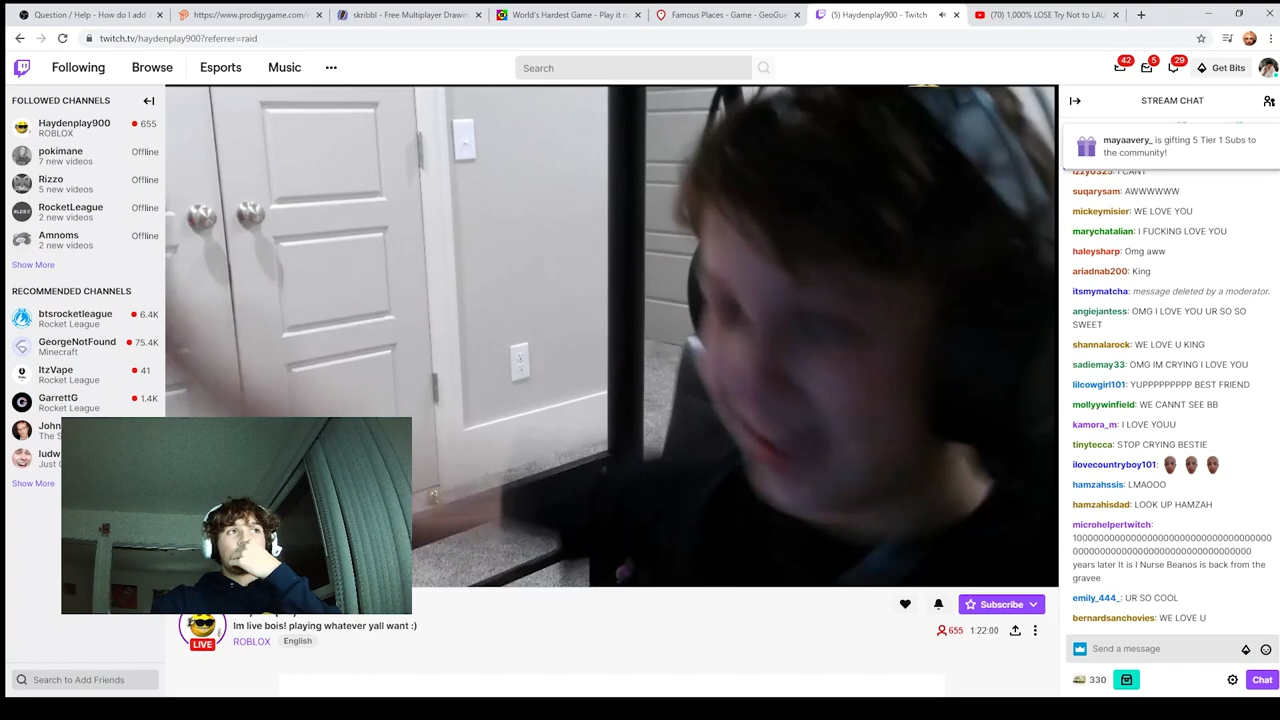 Question / Help - How do I add
https://www.prodigygame.com/
skribbl - Free Multiplayer Drawin
World's Hardest Game - Play it n
Famous Places - Game - GeoGue
(5) Haydenplay900 - Twitch
(70) 1,000% LOSE Try Not to LAU
twitch.tv/haydenplay900?referrer=raid
Following
Browse
Esports
Music
Search
42
5
29
Get Bits
FOLLOWED CHANNELS
Haydenplay900
655
ROBLOX
pokimane
Offline
7 new videos
Rizzo
Offline
5 new videos
RocketLeague
Offline
2 new videos
Amnoms
Offline
2 new videos
Show More
RECOMMENDED CHANNELS
btsrocketleague
6.4K
Rocket League
GeorgeNotFound
75.4K
Minecraft
ItzVape
41
Rocket League
GarrettG
1.4K
Rocket League
John
The S
ludw
Just C
Show More
Search to Add Friends
LIVE
Im live bois! playing whatever yall want :)
ROBLOX
English
Subscribe
655
1:22:00
STREAM CHAT
mayaavery_ is gifting 5 Tier 1 Subs to
the community!
izzy0325: I CANT
suqarysam: AWWWWWW
mickeymisier: WE LOVE YOU
marychatalian: I FUCKING LOVE YOU
haleysharp: Omg aww
ariadnab200: King
itsmymatcha: message deleted by a moderator.
angiejantess: OMG I LOVE YOU UR SO SO
SWEET
shannalarock: WE LOVE U KING
sadiemay33: OMG IM CRYING I LOVE YOU
lilcowgirl101: YUPPPPPPPPP BEST FRIEND
mollyywinfield: WE CANNT SEE BB
kamora_m: I LOVE YOUU
tinytecca: STOP CRYING BESTIE
ilovecountryboy101:
hamzahssis: LMAOOO
hamzahisdad: LOOK UP HAMZAH
microhelpertwitch:
years later It is I Nurse Beanos is back from the
gravee
emily_444_: UR SO COOL
bernardsanchovies: WE LOVE U
Send a message
330
Chat